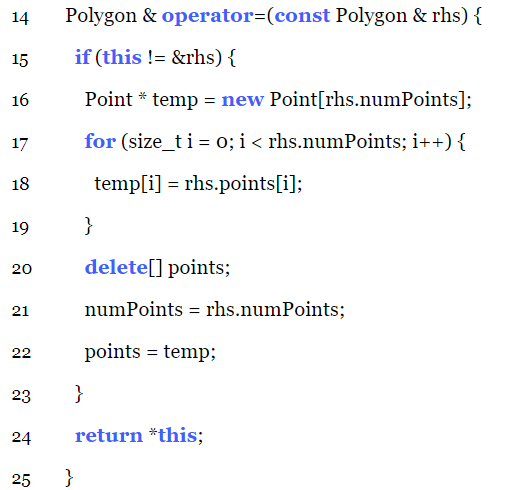 14 Polygon & operator=(const Polygon & rhs) {
15 if (this != &rhs) {
16 Point * temp = new Point[rhs.numPoints];
17 for (size_t i = 0; i < rhs.numPoints; i++) {
18 temp[i] = rhs.points[i];
19 }
20 delete[] points;
21 numPoints = rhs.numPoints;
22 points = temp;
23 }
24 return *this;
25 }